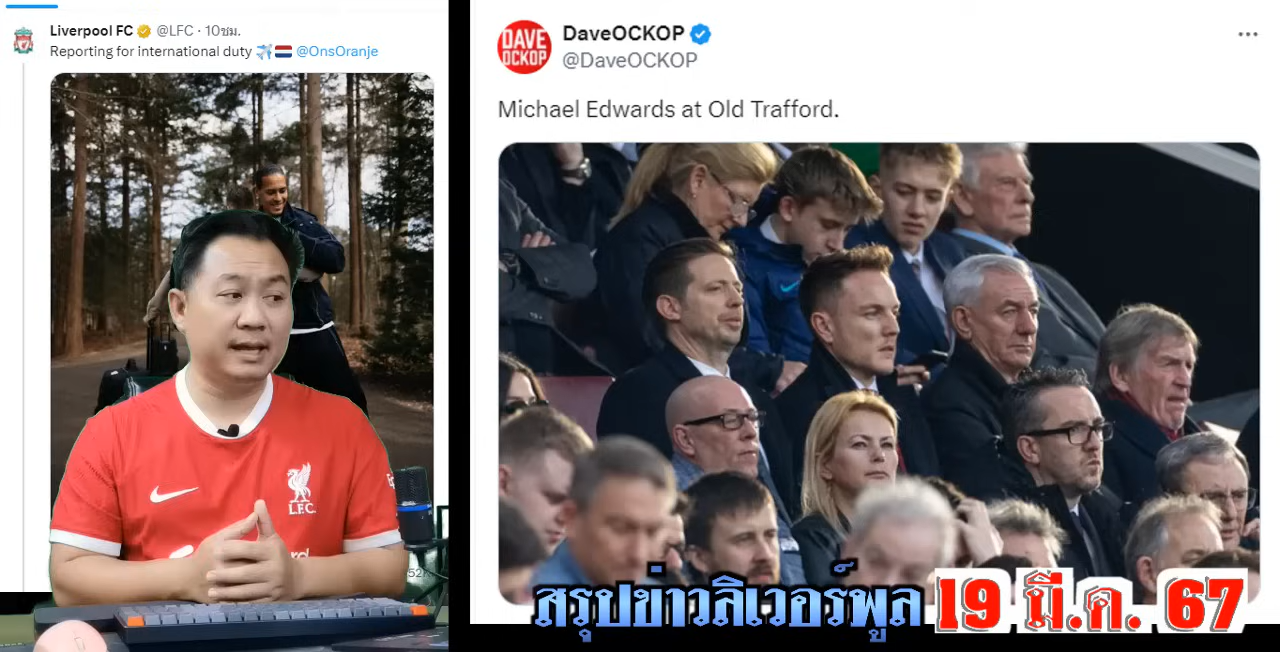 Liverpool FC @LFC · 10ชม.
Reporting for international duty @OnsOranje
L.F.C.
DAVE
OCKOP
DaveOCKOP
@DaveOCKOP
Michael Edwards at Old Trafford.
สรุปข่าวลิเวอร์พูล 19 มี.ค. 67